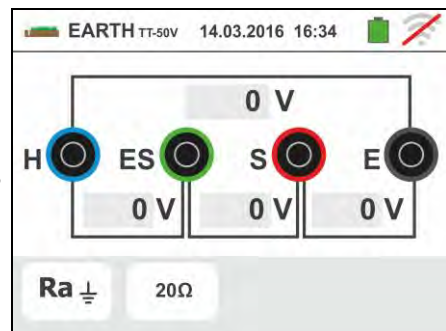 EARTH TT-50V 14.03.2016 16:34
0 V
H ES S E
0 V 0 V 0 V
Ra 20Ω